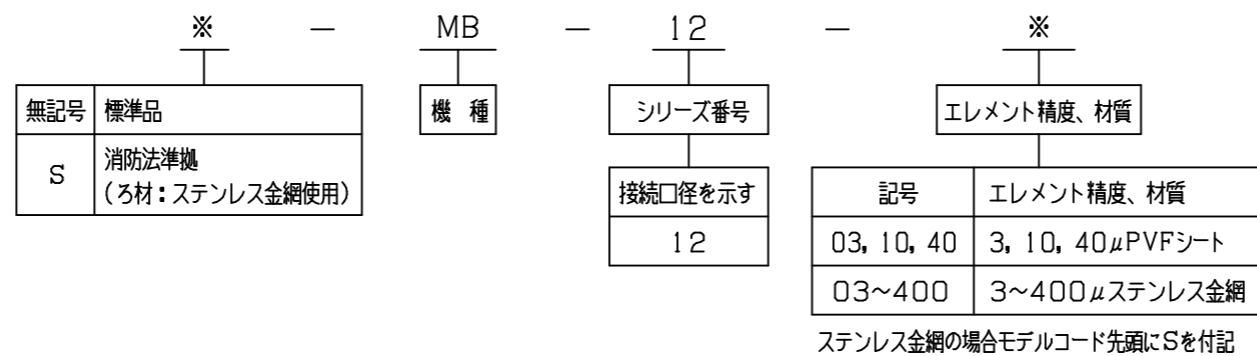 ※ － MB － 12 － ※
無記号 標準品
S 消防法準拠
(ろ材：ステンレス金網使用)
機 種
シリーズ番号
接続口径を示す
12
エレメント精度、材質
記号 エレメント精度、材質
03, 10, 40 3, 10, 40μPVFシート
03~400 3~400μステンレス金網
ステンレス金網の場合モデルコード先頭にSを付記